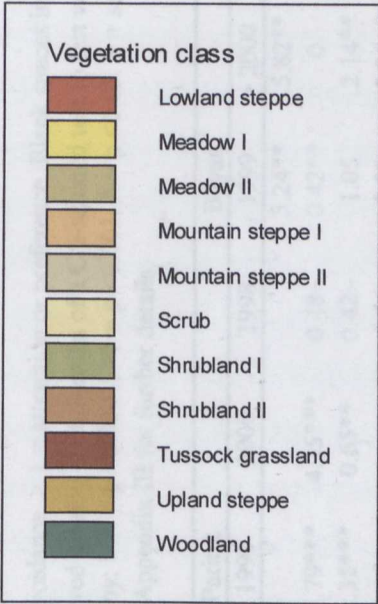 Vegetation class
Lowland steppe
Meadow I
Meadow II
Mountain steppe I
Mountain steppe II
Scrub
Shrubland I
Shrubland II
Tussock grassland
Upland steppe
Woodland